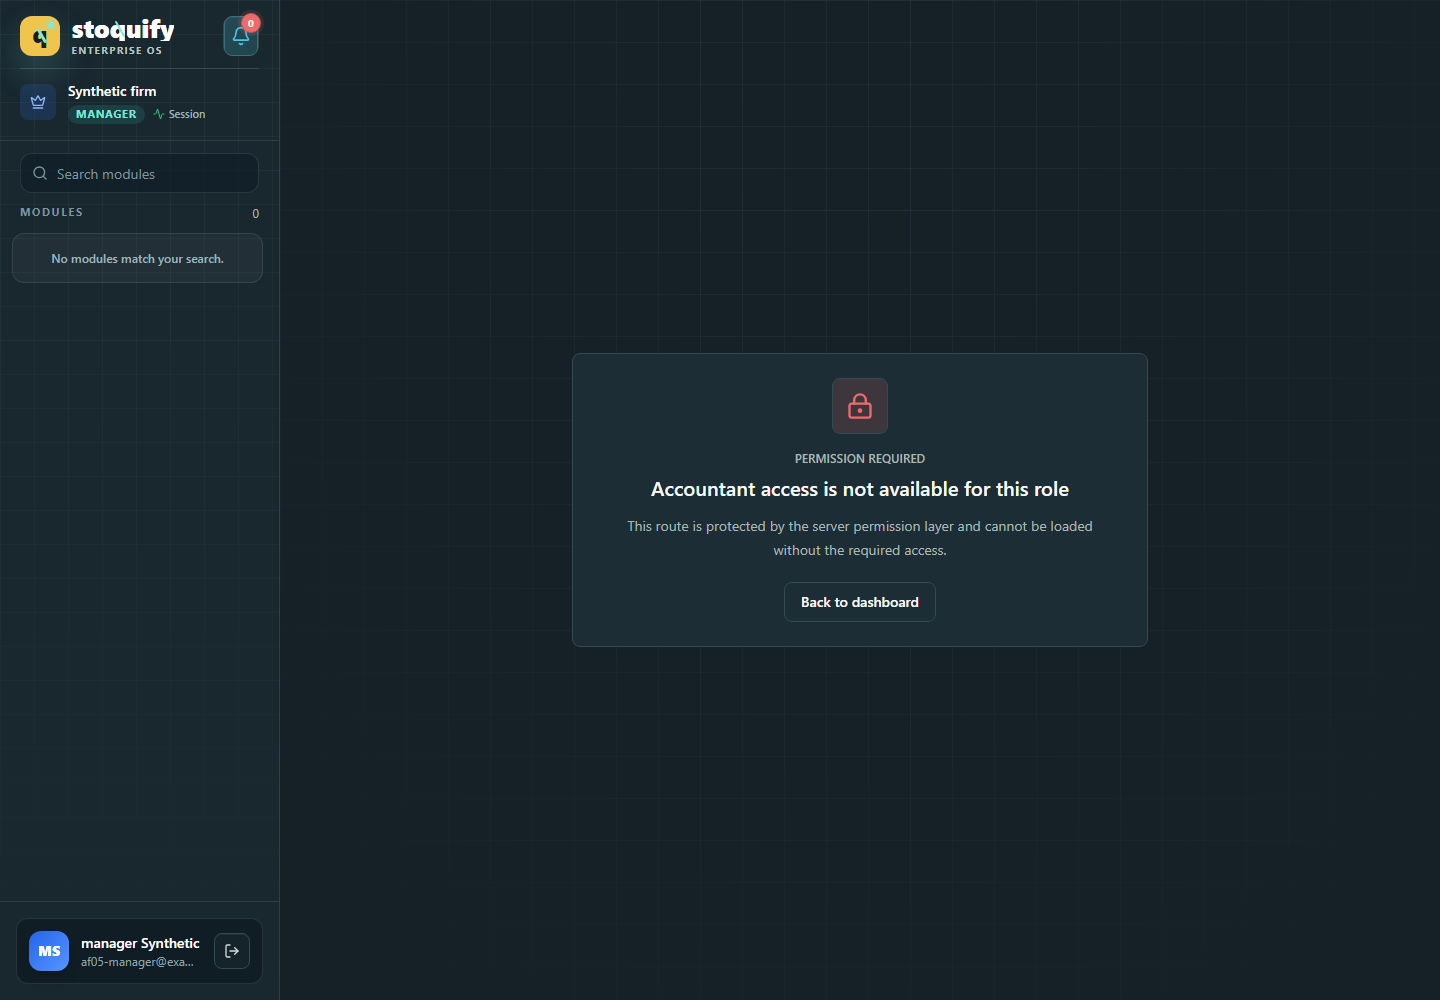 stoquify
ENTERPRISE OS
0
Synthetic firm
MANAGER
Session
Search modules
MODULES
0
No modules match your search.
PERMISSION REQUIRED
Accountant access is not available for this role
This route is protected by the server permission layer and cannot be loaded
without the required access.
Back to dashboard
MS
manager Synthetic
af05-manager@exa...